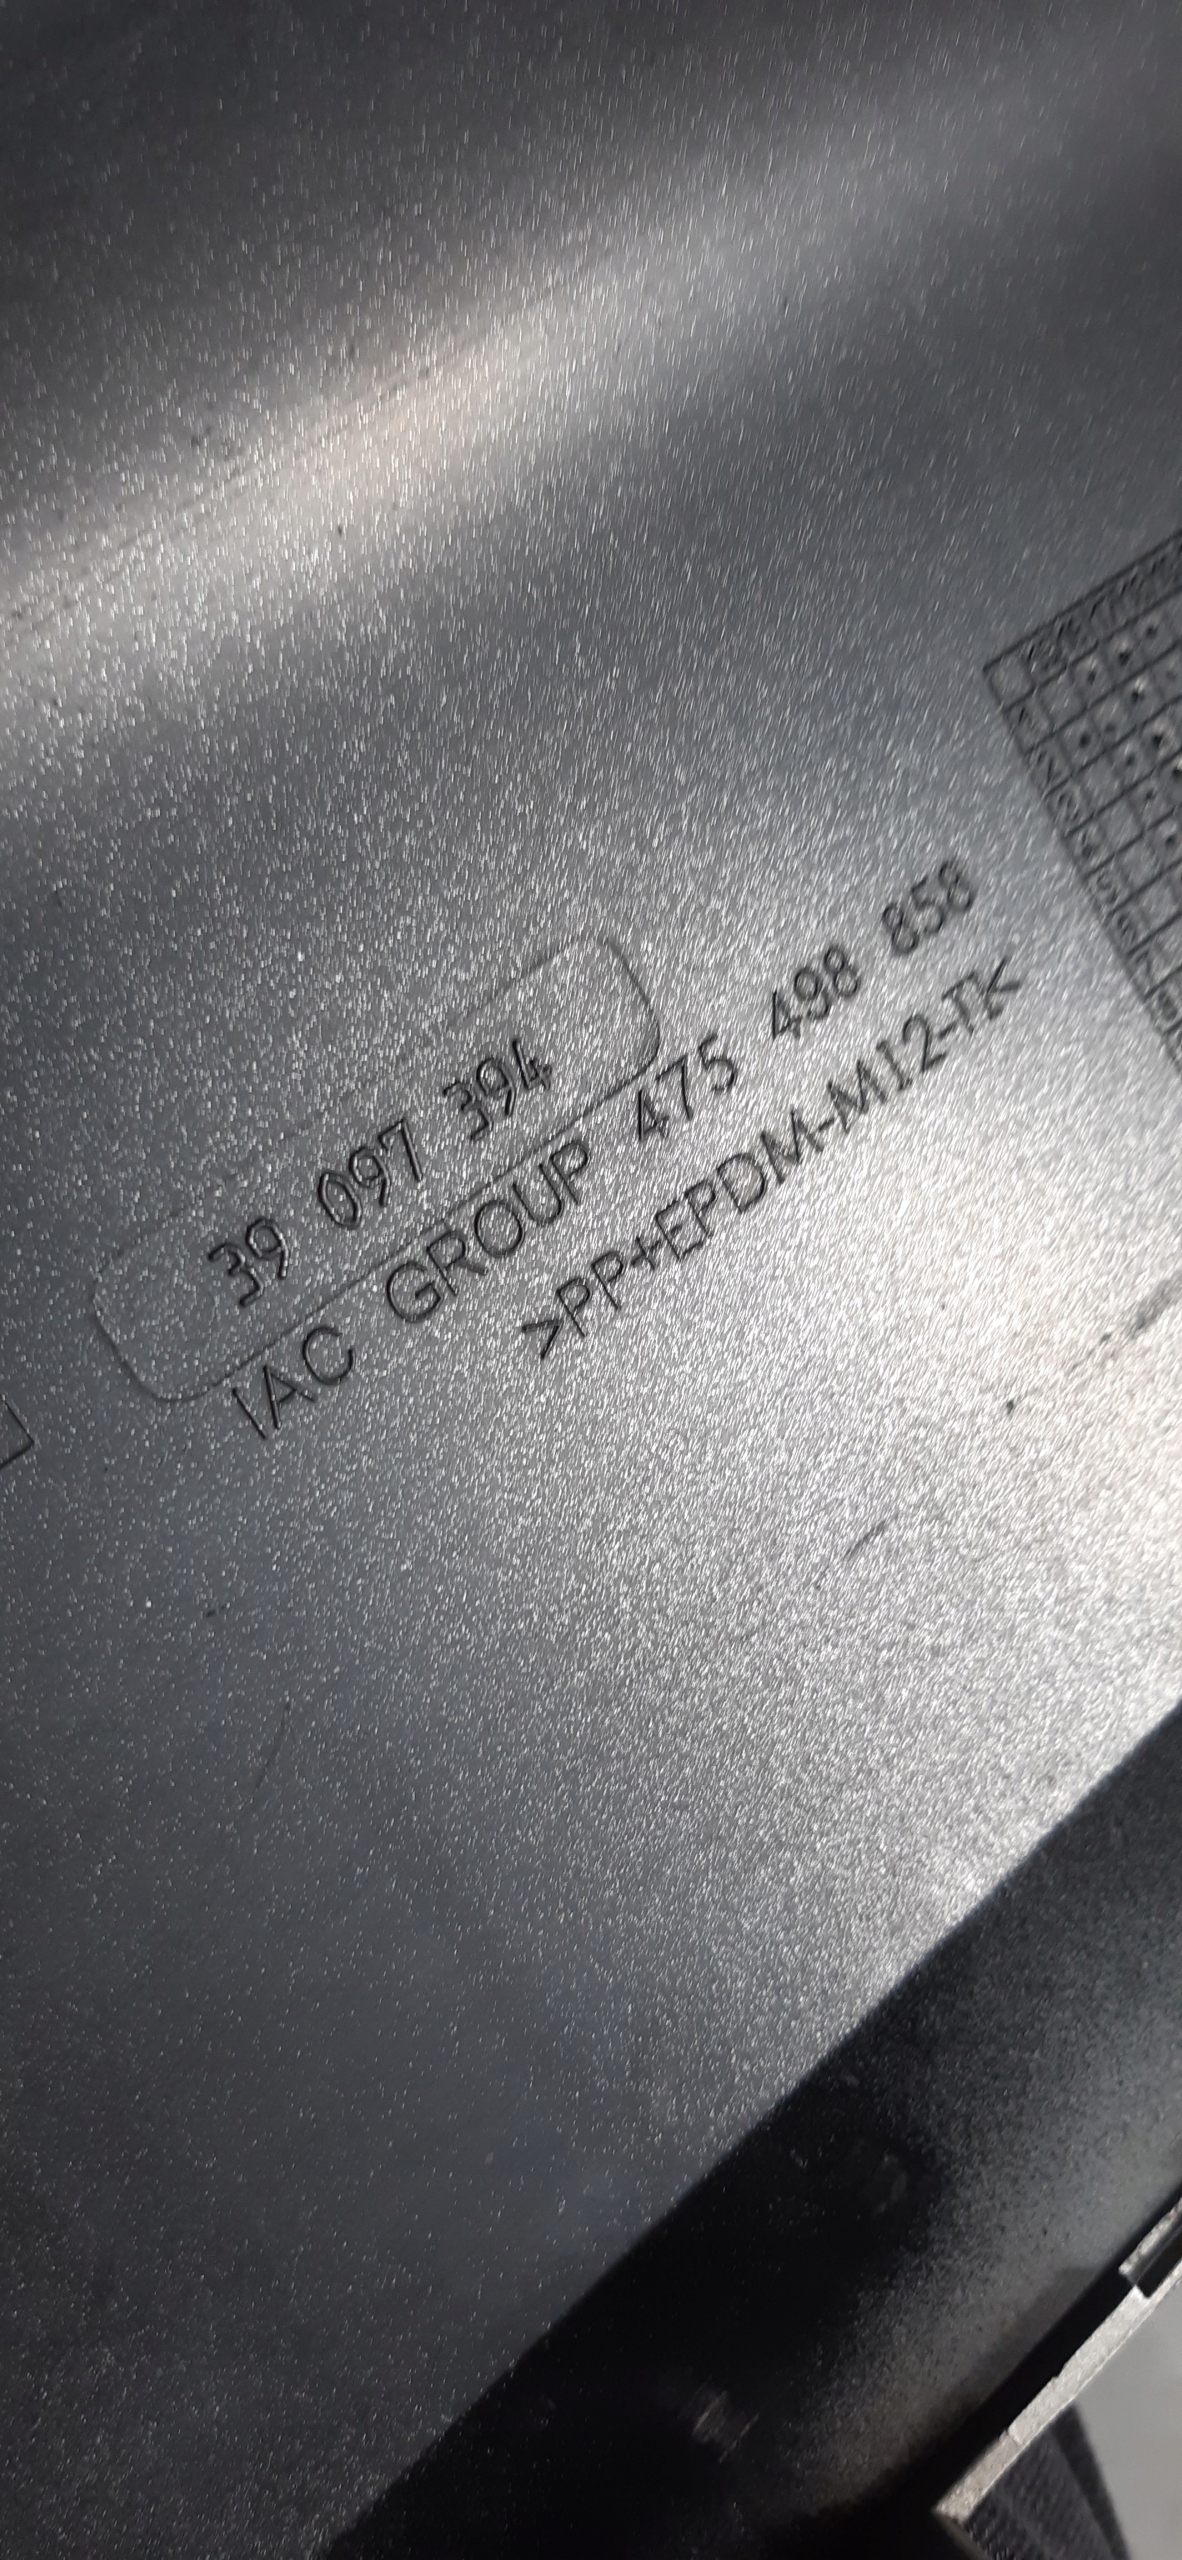 39 097 394
IAC GROUP 475 498 858
>PP+EPDM-M12-TK